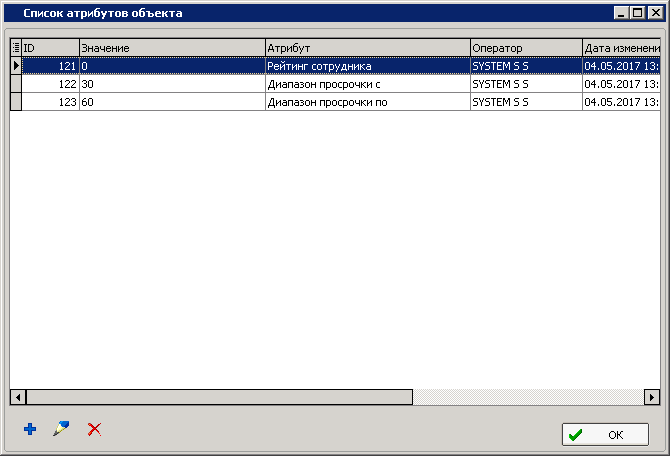 Список атрибутов объекта
ID Значение Атрибут Оператор Дата изменени
121 0 Рейтинг сотрудника SYSTEM S S 04.05.2017 13:
122 30 Диапазон просрочки с SYSTEM S S 04.05.2017 13:
123 60 Диапазон просрочки по SYSTEM S S 04.05.2017 13:
OK